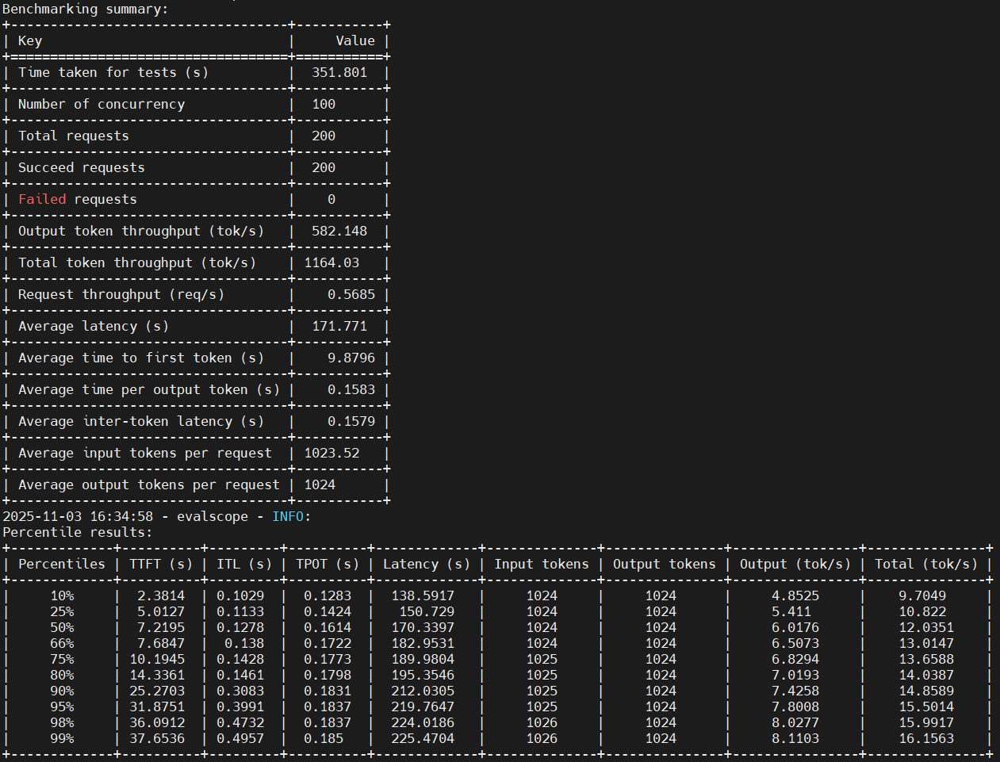 Benchmarking summary:
+-----------------------------------+-----------+
| Key                               |     Value |
+===================================+===========+
| Time taken for tests (s)          |  351.801  |
+-----------------------------------+-----------+
| Number of concurrency             |  100      |
+-----------------------------------+-----------+
| Total requests                    |  200      |
+-----------------------------------+-----------+
| Succeed requests                  |  200      |
+-----------------------------------+-----------+
| Failed requests                   |    0      |
+-----------------------------------+-----------+
| Output token throughput (tok/s)   |  582.148  |
+-----------------------------------+-----------+
| Total token throughput (tok/s)    | 1164.03   |
+-----------------------------------+-----------+
| Request throughput (req/s)        |    0.5685 |
+-----------------------------------+-----------+
| Average latency (s)               |  171.771  |
+-----------------------------------+-----------+
| Average time to first token (s)   |    9.8796 |
+-----------------------------------+-----------+
| Average time per output token (s) |    0.1583 |
+-----------------------------------+-----------+
| Average inter-token latency (s)   |    0.1579 |
+-----------------------------------+-----------+
| Average input tokens per request  | 1023.52   |
+-----------------------------------+-----------+
| Average output tokens per request | 1024      |
+-----------------------------------+-----------+
2025-11-03 16:34:58 - evalscope - INFO:
Percentile results:
+-------------+----------+---------+----------+-------------+--------------+---------------+----------------+---------------+
| Percentiles | TTFT (s) | ITL (s) | TPOT (s) | Latency (s) | Input tokens | Output tokens | Output (tok/s) | Total (tok/s) |
+-------------+----------+---------+----------+-------------+--------------+---------------+----------------+---------------+
|     10%     |  2.3814  | 0.1029  |  0.1283  |  138.5917   |     1024     |     1024      |     4.8525     |    9.7049     |
|     25%     |  5.0127  | 0.1133  |  0.1424  |   150.729   |     1024     |     1024      |     5.411      |    10.822     |
|     50%     |  7.2195  | 0.1278  |  0.1614  |  170.3397   |     1024     |     1024      |     6.0176     |    12.0351    |
|     66%     |  7.6847  |  0.138  |  0.1722  |  182.9531   |     1024     |     1024      |     6.5073     |    13.0147    |
|     75%     | 10.1945  | 0.1428  |  0.1773  |  189.9804   |     1025     |     1024      |     6.8294     |    13.6588    |
|     80%     | 14.3361  | 0.1461  |  0.1798  |  195.3546   |     1025     |     1024      |     7.0193     |    14.0387    |
|     90%     | 25.2703  | 0.3083  |  0.1831  |  212.0305   |     1025     |     1024      |     7.4258     |    14.8589    |
|     95%     | 31.8751  | 0.3991  |  0.1837  |  219.7647   |     1025     |     1024      |     7.8008     |    15.5014    |
|     98%     | 36.0912  | 0.4732  |  0.1837  |  224.0186   |     1026     |     1024      |     8.0277     |    15.9917    |
|     99%     | 37.6536  | 0.4957  |  0.185   |  225.4704   |     1026     |     1024      |     8.1103     |    16.1563    |
+-------------+----------+---------+----------+-------------+--------------+---------------+----------------+---------------+